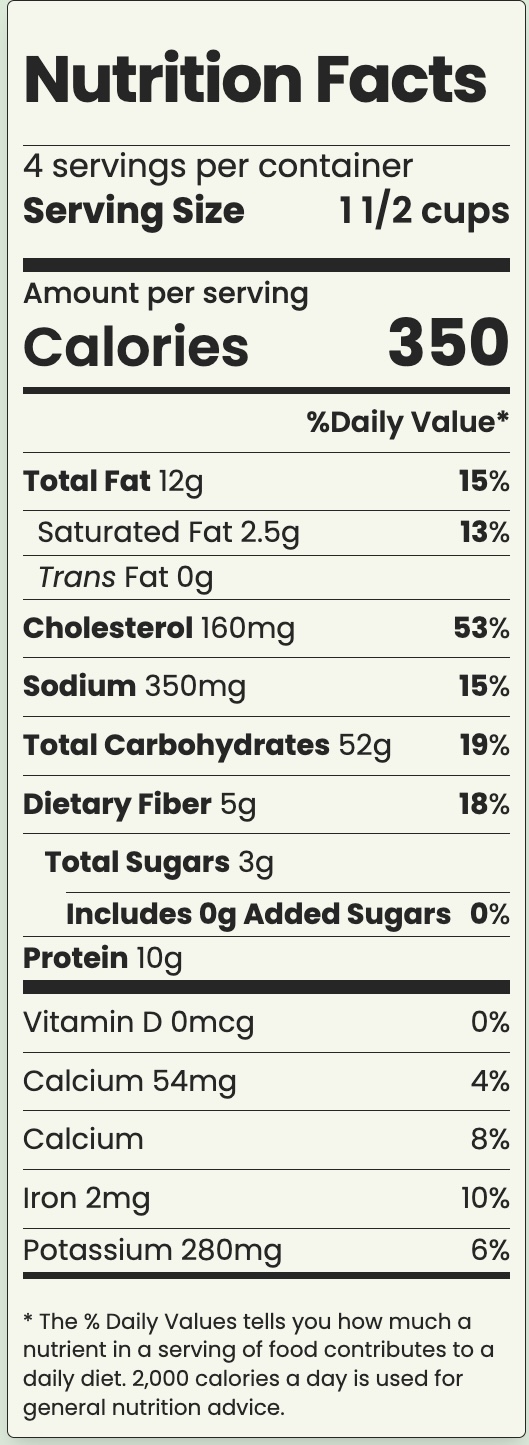 Nutrition Facts
4 servings per container
Serving Size 1 1/2 cups
Amount per serving
Calories 350
%Daily Value*
Total Fat 12g 15%
Saturated Fat 2.5g 13%
Trans Fat 0g
Cholesterol 160mg 53%
Sodium 350mg 15%
Total Carbohydrates 52g 19%
Dietary Fiber 5g 18%
Total Sugars 3g
Includes 0g Added Sugars 0%
Protein 10g
Vitamin D 0mcg 0%
Calcium 54mg 4%
Calcium 8%
Iron 2mg 10%
Potassium 280mg 6%
* The % Daily Values tells you how much a
nutrient in a serving of food contributes to a
daily diet. 2,000 calories a day is used for
general nutrition advice.